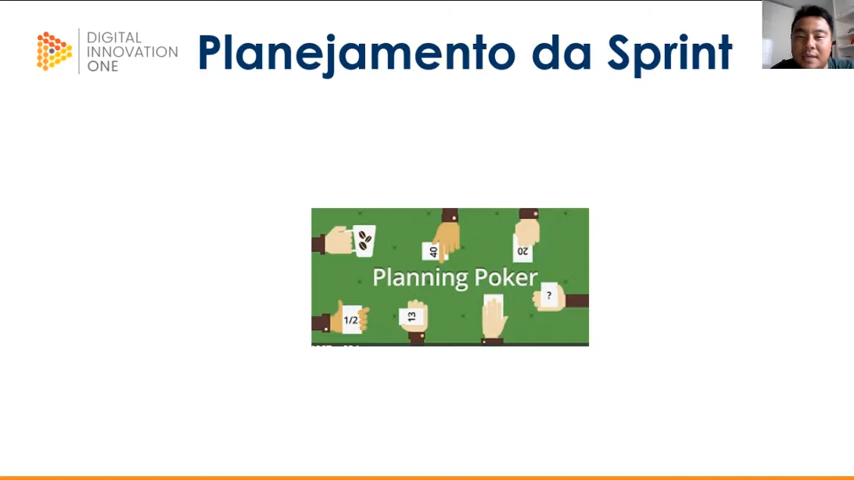 DIGITAL
INNOVATION
ONE
Planejamento da Sprint
40
20
Planning Poker
?
1/2
13